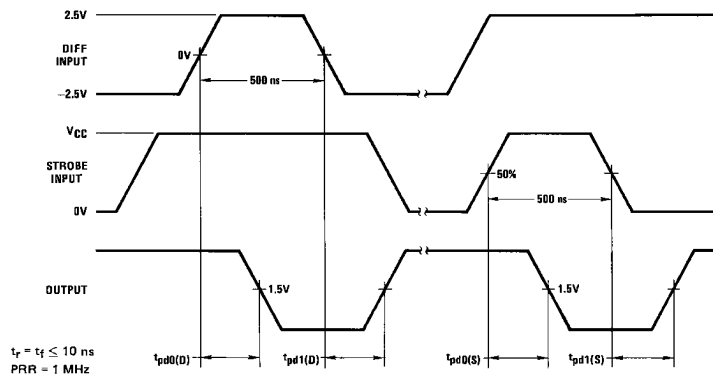 2.5V
DIFF
INPUT
0V
500 ns
–2.5V
VCC
STROBE
INPUT
50%
0V
500 ns
OUTPUT
1.5V
1.5V
tr = tf ≤ 10 ns
PRR = 1 MHz
tpd0(D)
tpd1(D)
tpd0(S)
tpd1(S)